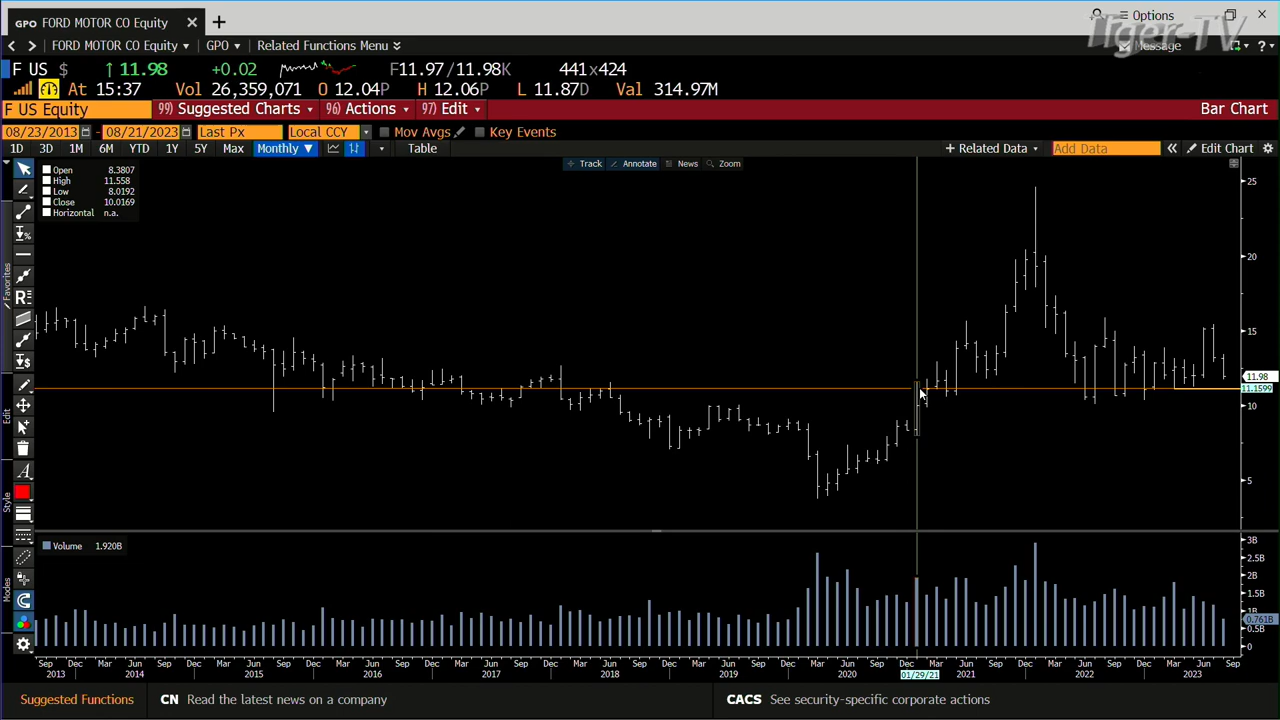 GPO FORD MOTOR CO Equity × +
Options
Tiger-TV
< > FORD MOTOR CO Equity GPO Related Functions Menu
Message ?
F US $ ↑ 11.98 +0.02 F11.97/11.98K 441x424
At 15:37 Vol 26,359,071 O 12.04P H 12.06P L 11.87D Val 314.97M
F US Equity 99) Suggested Charts 96) Actions 97) Edit Bar Chart
08/23/2013 - 08/21/2023 Last Px Local CCY Mov Avgs Key Events
1D 3D 1M 6M YTD 1Y 5Y Max Monthly ▼ Table + Related Data Add Data « Edit Chart
Track Annotate News Zoom
Open 8.3807
High 11.558
Low 8.0192
Close 10.0169
Horizontal n.a.
Favorites
Edit
Style
Modes
25
20
15
11.98
11.1599
10
5
Volume 1.920B
3B
2.5B
2B
1.5B
1B
0.761B
0.5B
0
Sep Dec Mar Jun Sep Dec Mar Jun Sep Dec Mar Jun Sep Dec Mar Jun Sep Dec Mar Jun Sep Dec Mar Jun Sep Dec Mar Jun Sep Dec Mar Jun Sep Dec Mar Jun Sep Dec Mar Jun Sep
2013 2014 2015 2016 2017 2018 2019 2020 01/29/21 2021 2022 2023
Suggested Functions CN Read the latest news on a company CACS See security-specific corporate actions